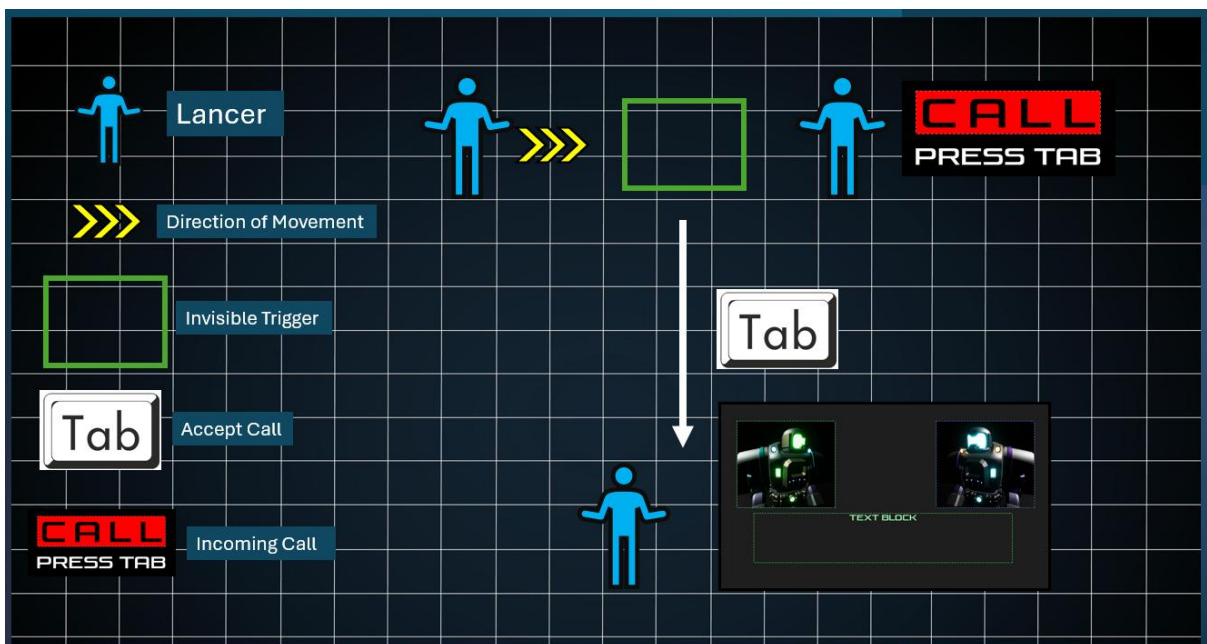 Lancer
CALL
PRESS TAB
Direction of Movement
Invisible Trigger
Tab
Tab
Accept Call
CALL
PRESS TAB
Incoming Call
TEXT BLOCK